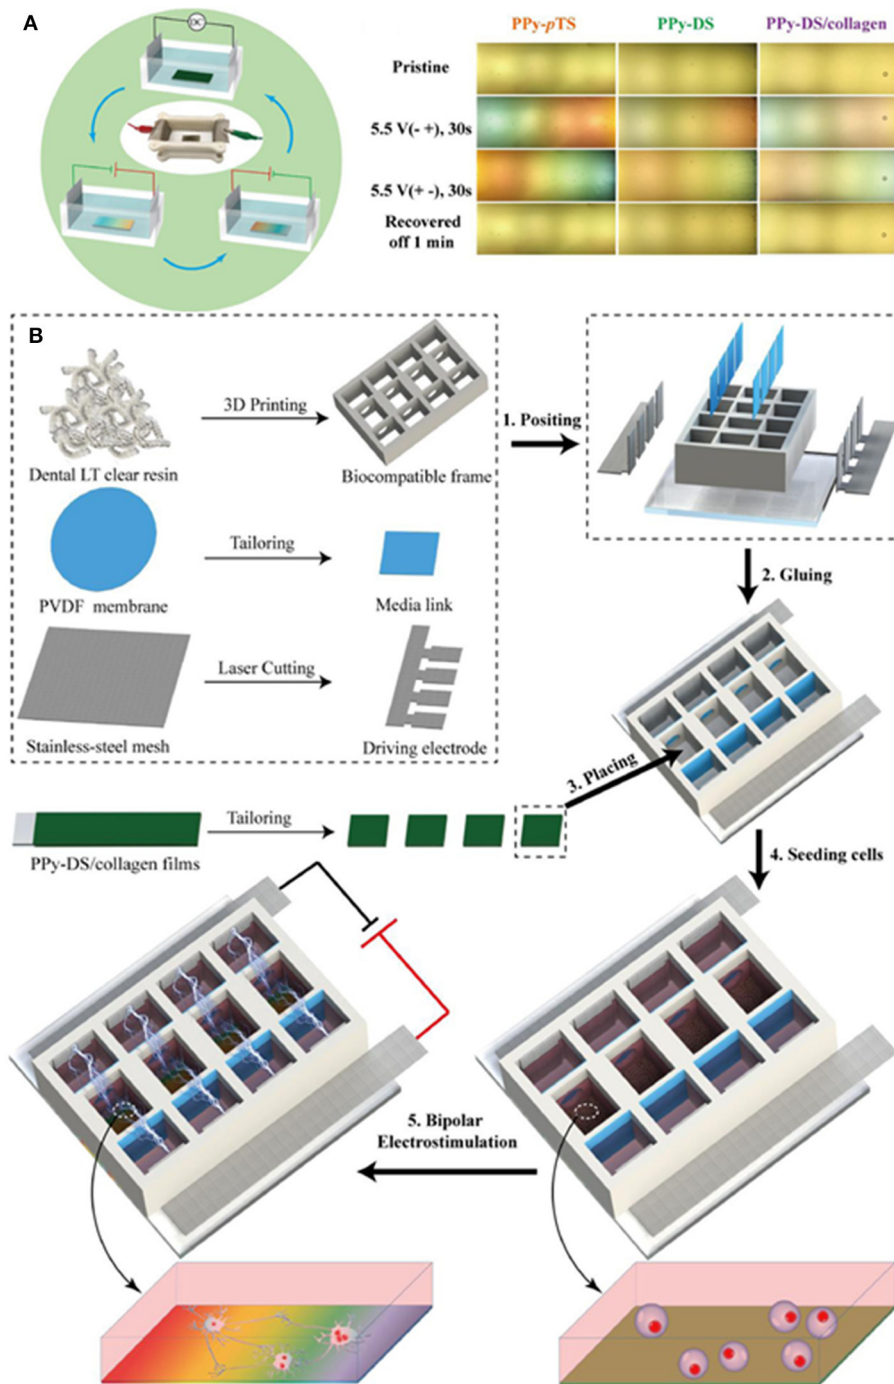 A
DC
PPy-pTS
PPy-DS
PPy-DS/collagen
Pristine
5.5 V(- +), 30s
5.5 V(+ -), 30s
Recovered
off 1 min
B
3D Printing
Dental LT clear resin
Biocompatible frame
1. Positing
Tailoring
PVDF membrane
Media link
2. Gluing
Laser Cutting
Stainless-steel mesh
Driving electrode
3. Placing
Tailoring
PPy-DS/collagen films
4. Seeding cells
5. Bipolar
Electrostimulation